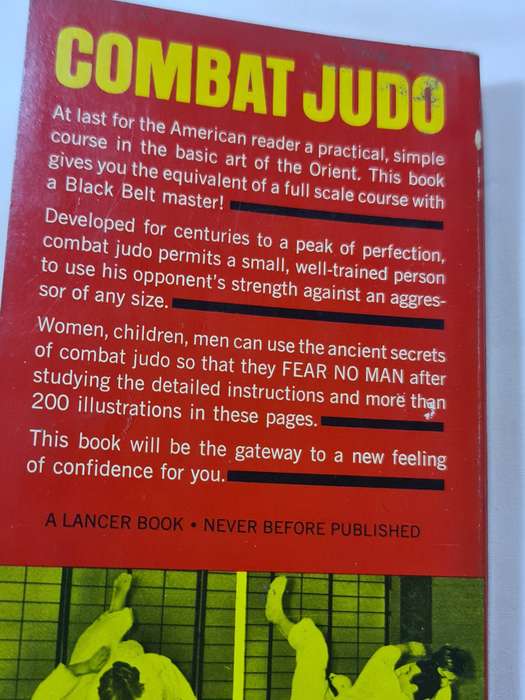 COMBAT JUDO
At last for the American reader a practical, simple
course in the basic art of the Orient. This book
gives you the equivalent of a full scale course with
a Black Belt master!
Developed for centuries to a peak of perfection,
combat judo permits a small, well-trained person
to use his opponent's strength against an aggres-
sor of any size.
Women, children, men can use the ancient secrets
of combat judo so that they FEAR NO MAN after
studying the detailed instructions and more than
200 illustrations in these pages.
This book will be the gateway to a new feeling
of confidence for you.
A LANCER BOOK • NEVER BEFORE PUBLISHED